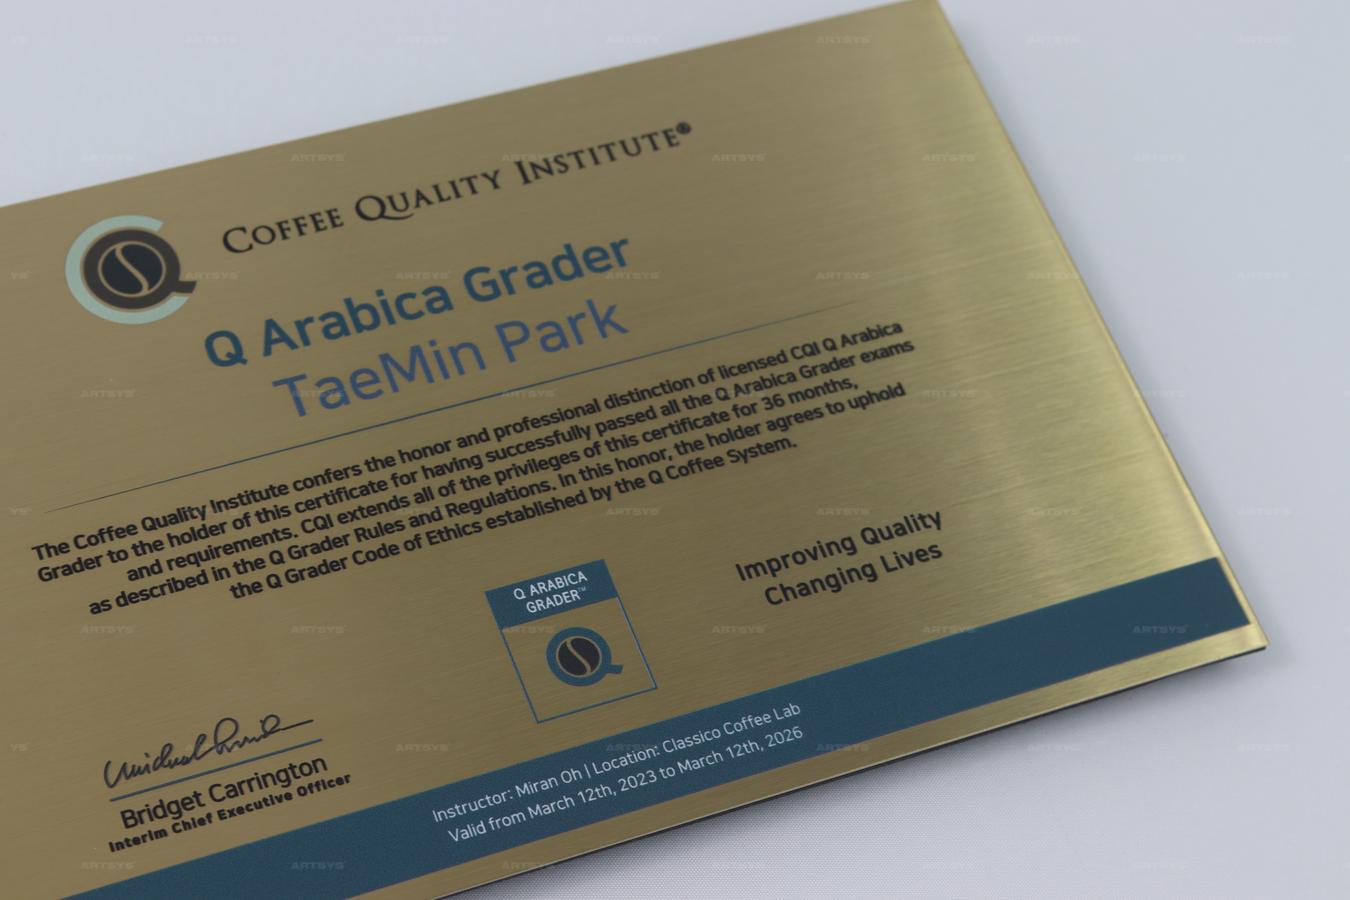 COFFEE QUALITY INSTITUTE®
Q Arabica Grader
TaeMin Park
The Coffee Quality Institute confers the honor and professional distinction of licensed CQI Q Arabica
Grader to the holder of this certificate for having successfully passed all the Q Arabica Grader exams
and requirements. CQI extends all of the privileges of this certificate for 36 months,
as described in the Q Grader Rules and Regulations. In this honor, the holder agrees to uphold
the Q Grader Code of Ethics established by the Q Coffee System.
Improving Quality
Changing Lives
Q ARABICA
GRADER™
Bridget Carrington
Interim Chief Executive Officer
Instructor: Miran Oh | Location: Classico Coffee Lab
Valid from March 12th, 2023 to March 12th, 2026
ARTSYS